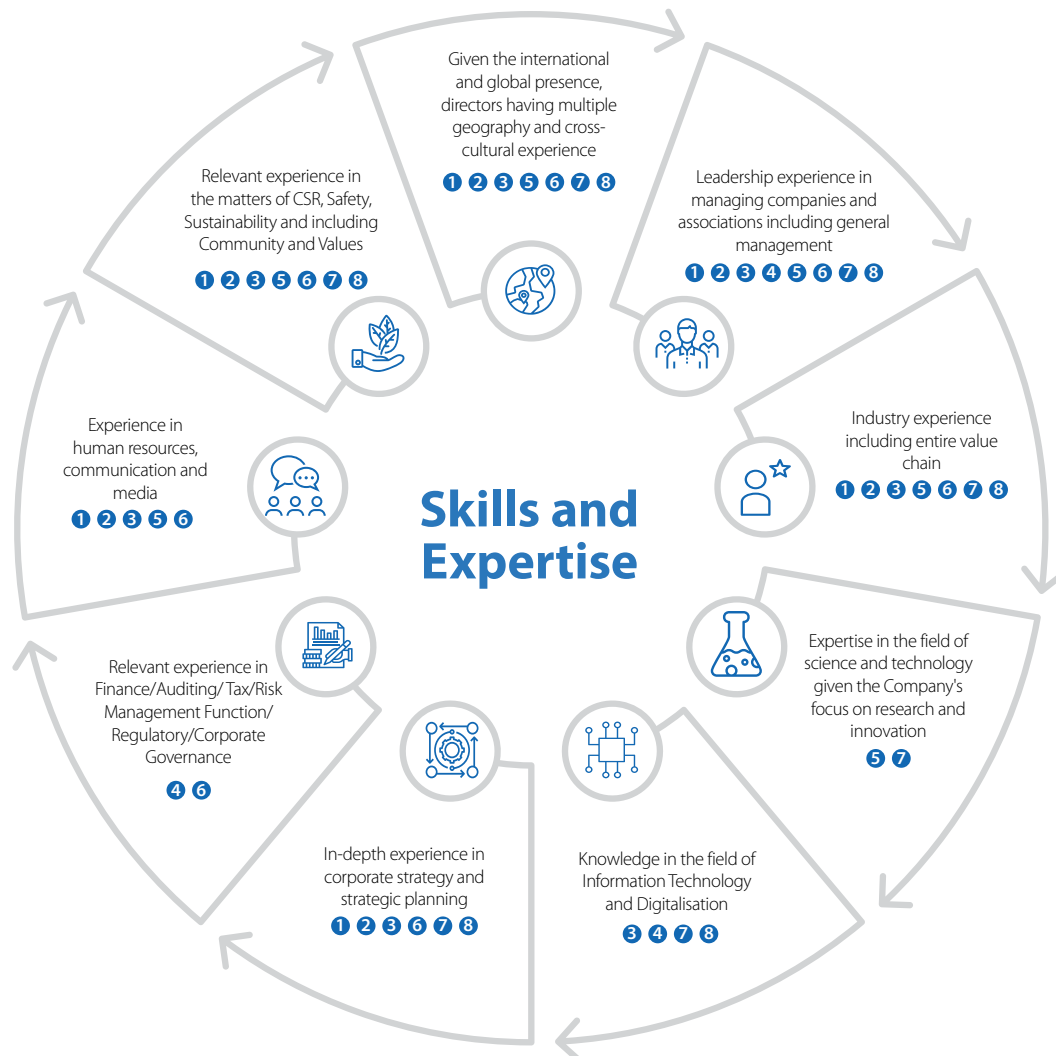 Given the international
and global presence,
directors having multiple
geography and cross-
cultural experience
1 2 3 5 6 7 8
Leadership experience in
managing companies and
associations including general
management
1 2 3 4 5 6 7 8
Industry experience
including entire value
chain
1 2 3 5 6 7 8
Expertise in the field of
science and technology
given the Company's
focus on research and
innovation
5 7
Knowledge in the field of
Information Technology
and Digitalisation
3 4 7 8
In-depth experience in
corporate strategy and
strategic planning
1 2 3 6 7 8
Relevant experience in
Finance/Auditing/Tax/Risk
Management Function/
Regulatory/Corporate
Governance
4 6
Experience in
human resources,
communication and
media
1 2 3 5 6
Relevant experience in
the matters of CSR, Safety,
Sustainability and including
Community and Values
1 2 3 5 6 7 8
Skills and
Expertise